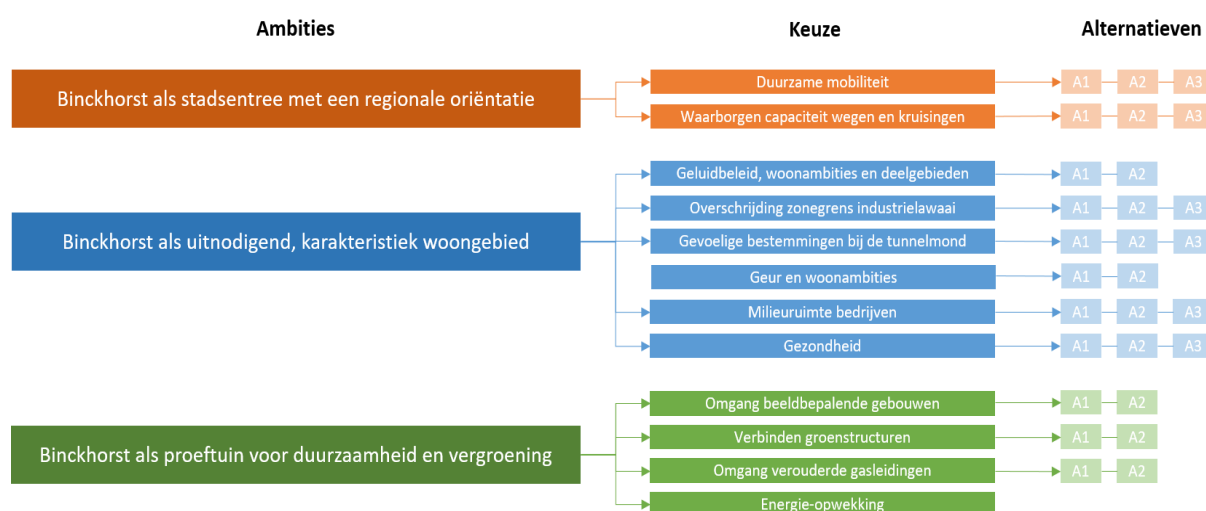 Ambities Keuze Alternatieven
Binckhorst als stadsentree met een regionale oriëntatie
Duurzame mobiliteit A1 A2 A3
Waarborgen capaciteit wegen en kruisingen A1 A2 A3
Binckhorst als uitnodigend, karakteristiek woongebied
Geluidbeleid, woonambities en deelgebieden A1 A2
Overschrijding zonegrens industrielawaai A1 A2 A3
Gevoelige bestemmingen bij de tunnelmond A1 A2 A3
Geur en woonambities A1 A2
Milieuruimte bedrijven A1 A2 A3
Gezondheid A1 A2 A3
Binckhorst als proeftuin voor duurzaamheid en vergroening
Omgang beeldbepalende gebouwen A1 A2
Verbinden groenstructuren A1 A2
Omgang verouderde gasleidingen A1 A2
Energie-opwekking